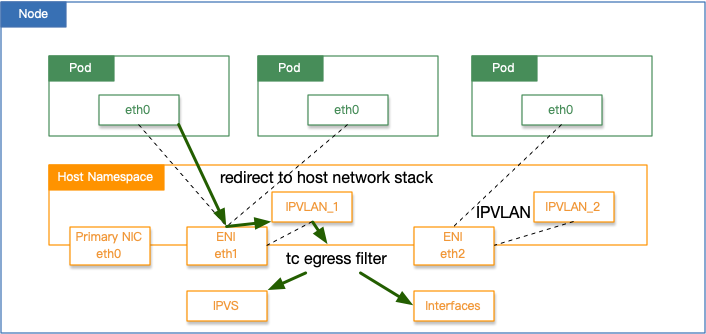 Node
Pod
Pod
Pod
eth0
eth0
eth0
Host Namespace
redirect to host network stack
IPVLAN_1
IPVLAN
IPVLAN_2
Primary NIC
eth0
ENI
eth1
ENI
eth2
tc egress filter
IPVS
Interfaces